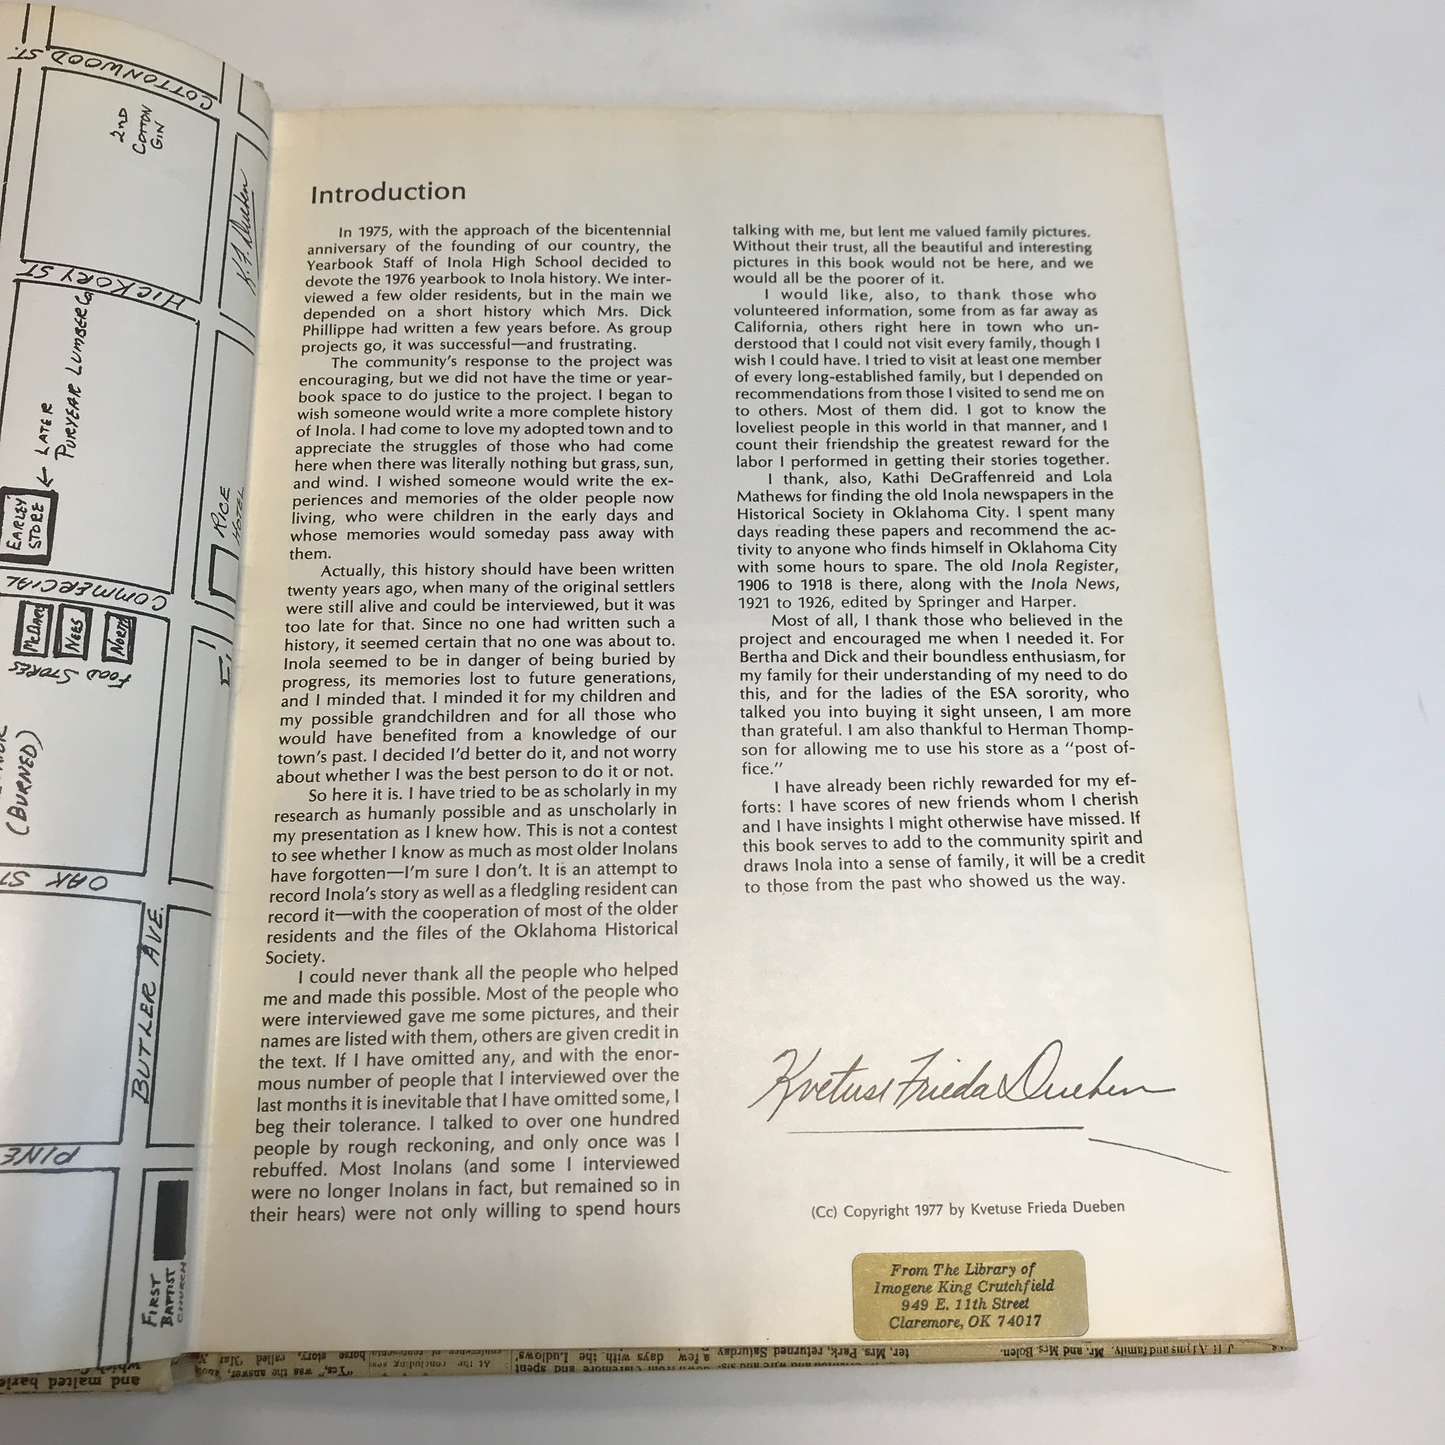 COTTONWOOD ST.
2ND
COTTON
GIN
K.F. Dueben
HICKORY ST
LATER
PURYEAR LUMBER Co
EARLEY
STORE
RICE
HOTEL
COMMERCIAL
McDARIS
NEES
NORTH
FOOD STORES
(BURNED)
OAK ST
BUTLER AVE.
PINE
FIRST
BAPTIST
CHURCH
Introduction
In 1975, with the approach of the bicentennial
anniversary of the founding of our country, the
Yearbook Staff of Inola High School decided to
devote the 1976 yearbook to Inola history. We inter-
viewed a few older residents, but in the main we
depended on a short history which Mrs. Dick
Phillippe had written a few years before. As group
projects go, it was successful—and frustrating.
The community's response to the project was
encouraging, but we did not have the time or year-
book space to do justice to the project. I began to
wish someone would write a more complete history
of Inola. I had come to love my adopted town and to
appreciate the struggles of those who had come
here when there was literally nothing but grass, sun,
and wind. I wished someone would write the ex-
periences and memories of the older people now
living, who were children in the early days and
whose memories would someday pass away with
them.
Actually, this history should have been written
twenty years ago, when many of the original settlers
were still alive and could be interviewed, but it was
too late for that. Since no one had written such a
history, it seemed certain that no one was about to.
Inola seemed to be in danger of being buried by
progress, its memories lost to future generations,
and I minded that. I minded it for my children and
my possible grandchildren and for all those who
would have benefited from a knowledge of our
town's past. I decided I'd better do it, and not worry
about whether I was the best person to do it or not.
So here it is. I have tried to be as scholarly in my
research as humanly possible and as unscholarly in
my presentation as I knew how. This is not a contest
to see whether I know as much as most older Inolans
have forgotten—I'm sure I don't. It is an attempt to
record Inola's story as well as a fledgling resident can
record it—with the cooperation of most of the older
residents and the files of the Oklahoma Historical
Society.
I could never thank all the people who helped
me and made this possible. Most of the people who
were interviewed gave me some pictures, and their
names are listed with them, others are given credit in
the text. If I have omitted any, and with the enor-
mous number of people that I interviewed over the
last months it is inevitable that I have omitted some, I
beg their tolerance. I talked to over one hundred
people by rough reckoning, and only once was I
rebuffed. Most Inolans (and some I interviewed
were no longer Inolans in fact, but remained so in
their hears) were not only willing to spend hours
talking with me, but lent me valued family pictures.
Without their trust, all the beautiful and interesting
pictures in this book would not be here, and we
would all be the poorer of it.
I would like, also, to thank those who
volunteered information, some from as far away as
California, others right here in town who un-
derstood that I could not visit every family, though I
wish I could have. I tried to visit at least one member
of every long-established family, but I depended on
recommendations from those I visited to send me on
to others. Most of them did. I got to know the
loveliest people in this world in that manner, and I
count their friendship the greatest reward for the
labor I performed in getting their stories together.
I thank, also, Kathi DeGraffenreid and Lola
Mathews for finding the old Inola newspapers in the
Historical Society in Oklahoma City. I spent many
days reading these papers and recommend the ac-
tivity to anyone who finds himself in Oklahoma City
with some hours to spare. The old Inola Register,
1906 to 1918 is there, along with the Inola News,
1921 to 1926, edited by Springer and Harper.
Most of all, I thank those who believed in the
project and encouraged me when I needed it. For
Bertha and Dick and their boundless enthusiasm, for
my family for their understanding of my need to do
this, and for the ladies of the ESA sorority, who
talked you into buying it sight unseen, I am more
than grateful. I am also thankful to Herman Thomp-
son for allowing me to use his store as a "post of-
fice."
I have already been richly rewarded for my ef-
forts: I have scores of new friends whom I cherish
and I have insights I might otherwise have missed. If
this book serves to add to the community spirit and
draws Inola into a sense of family, it will be a credit
to those from the past who showed us the way.
Kvetuse Frieda Dueben
(Cc) Copyright 1977 by Kvetuse Frieda Dueben
From The Library of
Imogene King Crutchfield
949 E. 11th Street
Claremore, OK 74017
and malted
ter, Mrs. Park, returned Saturday
a few days with the Ludlows,
and family. Mr. and Mrs. Bolen.
horse story, called
"Yes," was the answer,
At the concluding
and spent